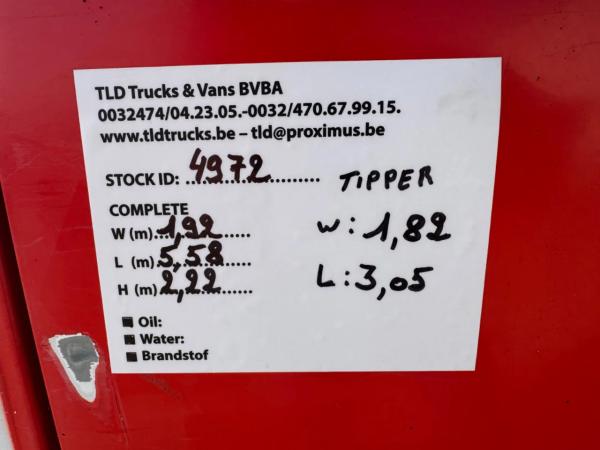 TLD Trucks & Vans BVBA
0032474/04.23.05.-0032/470.67.99.15.
www.tldtrucks.be – tld@proximus.be
STOCK ID: 4972 TIPPER
COMPLETE
W (m) 1,92 W: 1,82
L (m) 5,58 L: 3,05
H (m) 2,22
Oil:
Water:
Brandstof